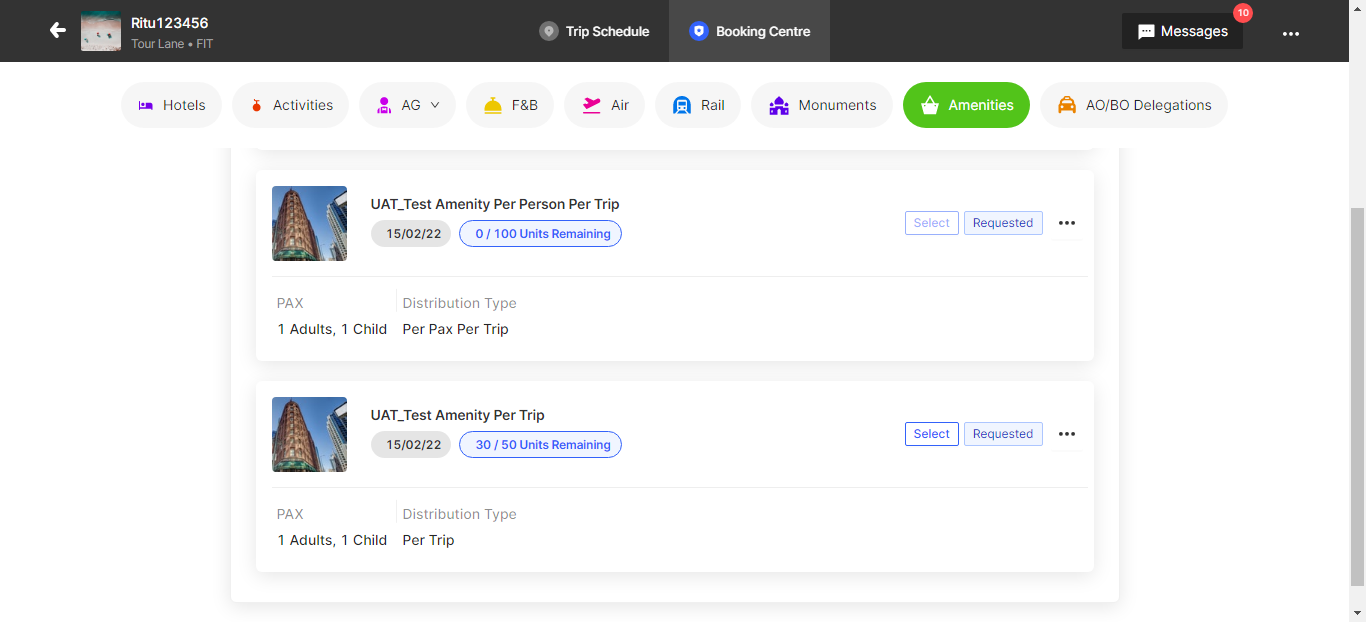 Ritu123456
Tour Lane • FIT
Trip Schedule
Booking Centre
Messages
10
Hotels
Activities
AG
F&B
Air
Rail
Monuments
Amenities
AO/BO Delegations
UAT_Test Amenity Per Person Per Trip
15/02/22
0 / 100 Units Remaining
Select
Requested
PAX
Distribution Type
1 Adults, 1 Child
Per Pax Per Trip
UAT_Test Amenity Per Trip
15/02/22
30 / 50 Units Remaining
Select
Requested
PAX
Distribution Type
1 Adults, 1 Child
Per Trip